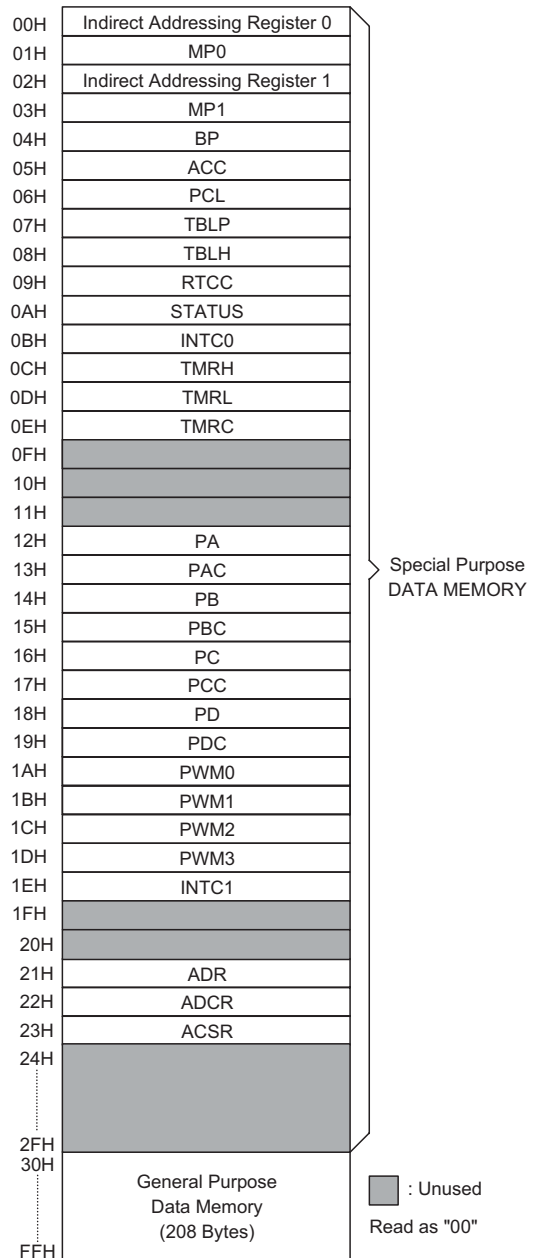 00H Indirect Addressing Register 0
01H MP0
02H Indirect Addressing Register 1
03H MP1
04H BP
05H ACC
06H PCL
07H TBLP
08H TBLH
09H RTCC
0AH STATUS
0BH INTC0
0CH TMRH
0DH TMRL
0EH TMRC
0FH
10H
11H
12H PA
13H PAC
14H PB
15H PBC
16H PC
17H PCC
18H PD
19H PDC
1AH PWM0
1BH PWM1
1CH PWM2
1DH PWM3
1EH INTC1
1FH
20H
21H ADR
22H ADCR
23H ACSR
24H
2FH
30H
FFH
General Purpose
Data Memory
(208 Bytes)
Special Purpose
DATA MEMORY
: Unused
Read as "00"